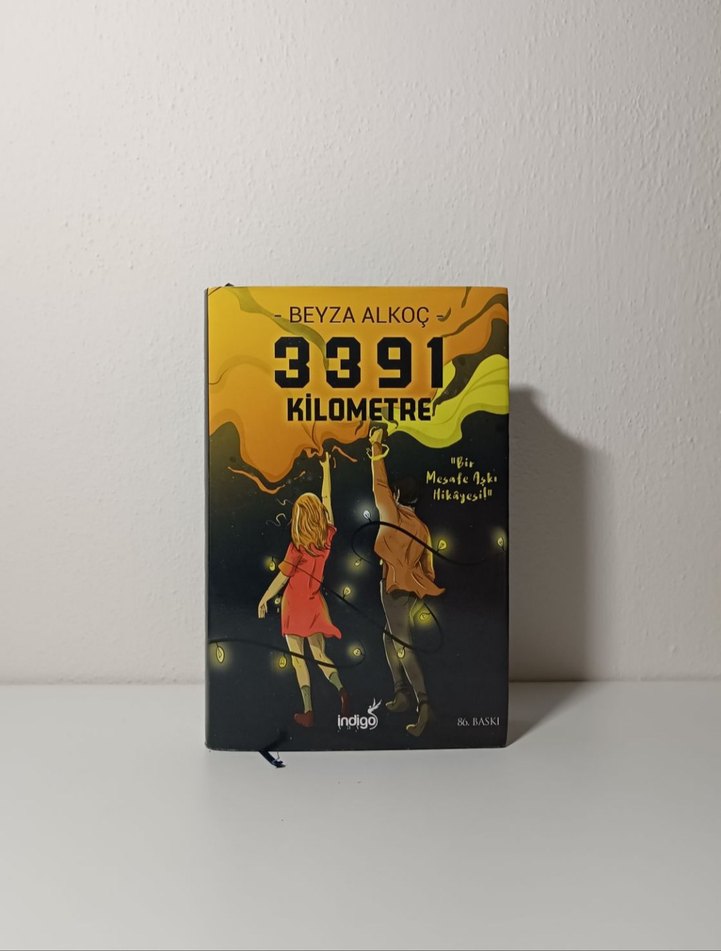 - BEYZA ALKOÇ -
3391
KİLOMETRE
"Bir
Mesafe Aşkı
Hikâyesi!"
indigo
86. BASKI